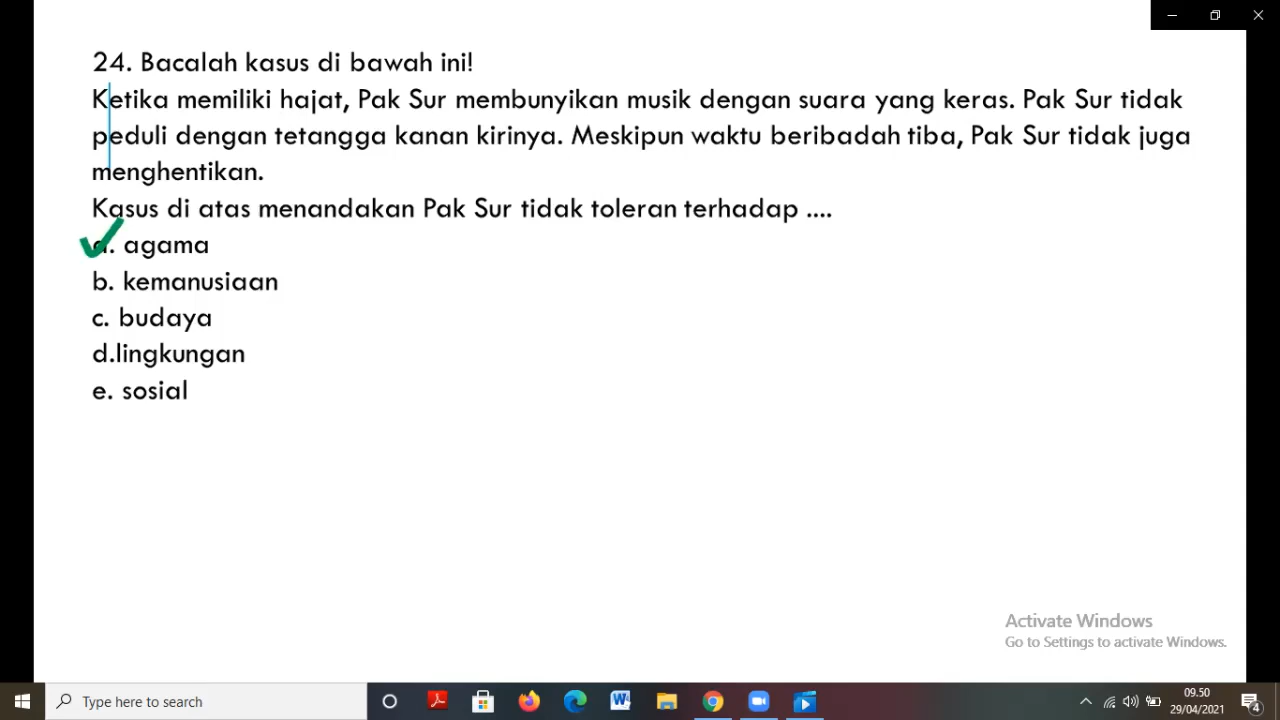 24. Bacalah kasus di bawah ini!
Ketika memiliki hajat, Pak Sur membunyikan musik dengan suara yang keras. Pak Sur tidak
peduli dengan tetangga kanan kirinya. Meskipun waktu beribadah tiba, Pak Sur tidak juga
menghentikan.
Kasus di atas menandakan Pak Sur tidak toleran terhadap ....
a. agama
b. kemanusiaan
c. budaya
d.lingkungan
e. sosial
Activate Windows
Go to Settings to activate Windows.
Type here to search
09.50
29/04/2021
4